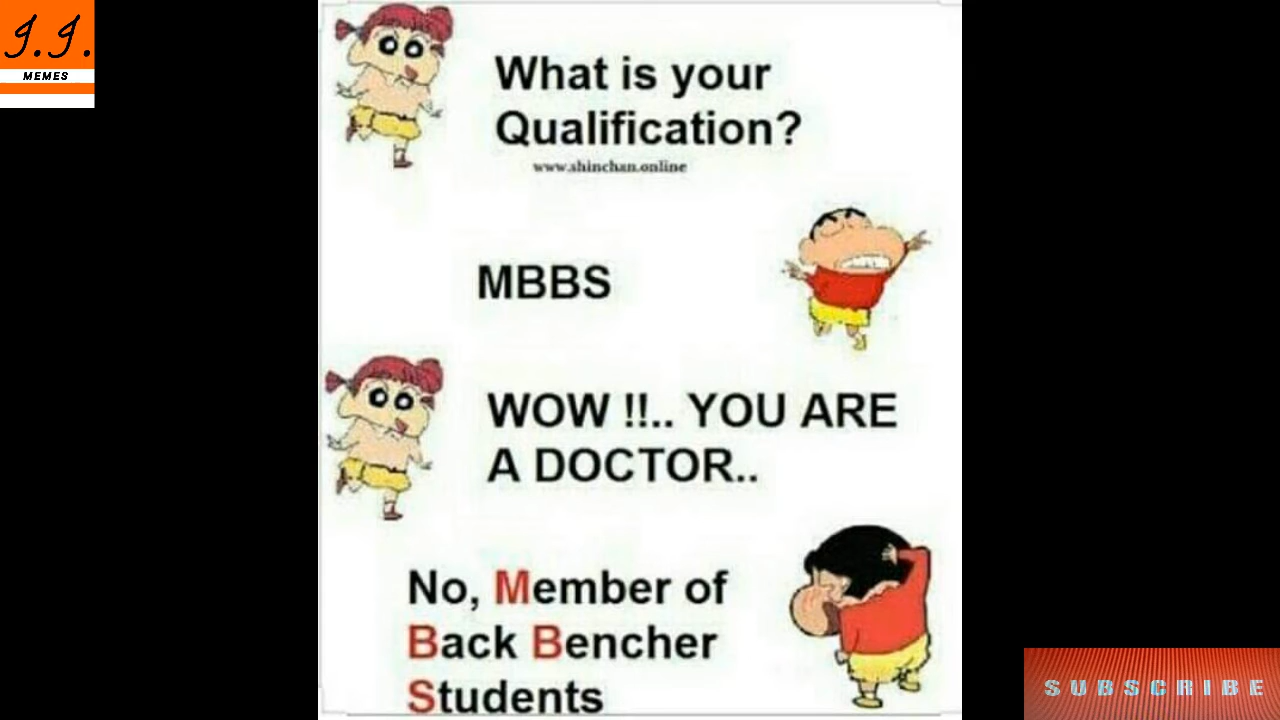 J.J.
MEMES
What is your
Qualification?
www.shinchan.online
MBBS
WOW !!.. YOU ARE
A DOCTOR..
No, Member of
Back Bencher
Students
SUBSCRIBE